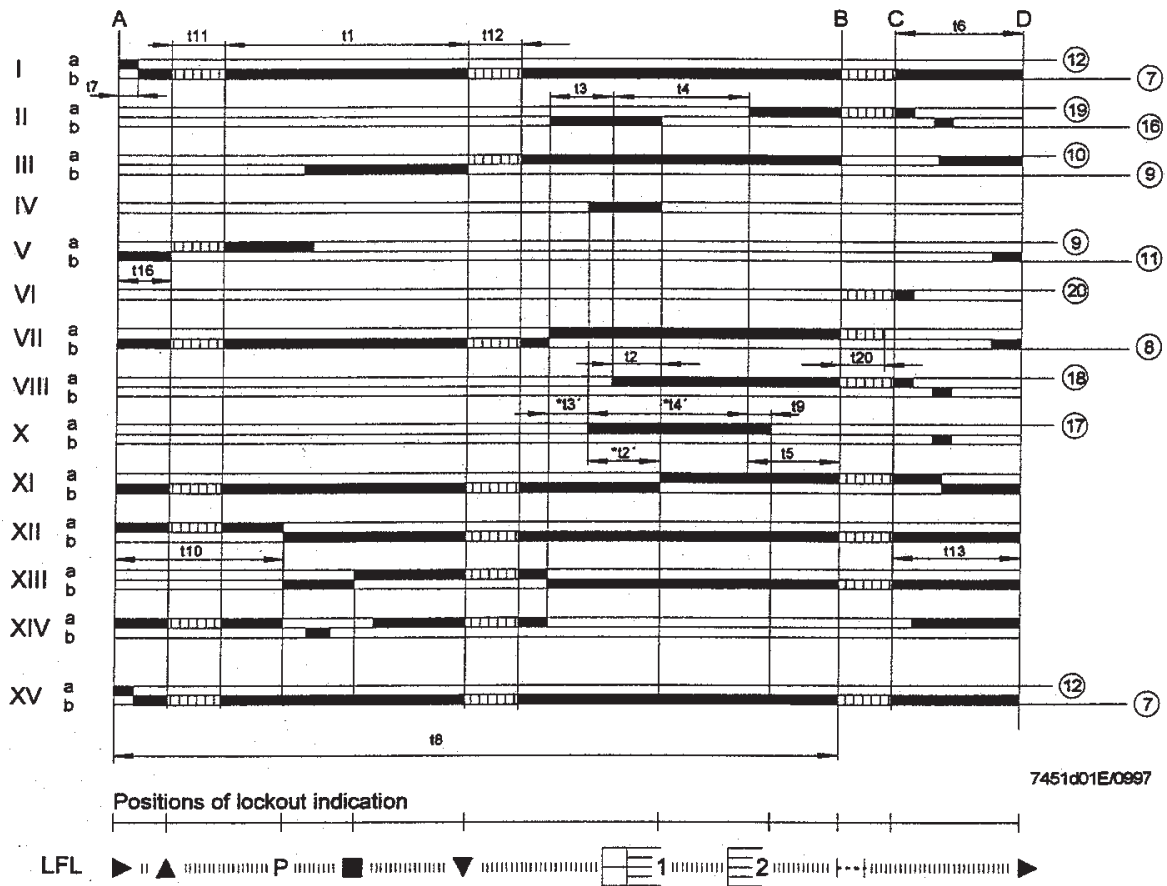 A B C D
t11 t1 t12 t6
I a 12
b 7
t7
t3 t4
II a 19
b 16
III a 10
b 9
IV
V a 9
b 11
t16
VI 20
VII a
b 8
t2 t20
VIII a 18
b
*t3´ *t4´ t9
X a 17
b
*t2´ t5
XI a
b
XII a
b
t10 t13
XIII a
b
XIV a
b
XV a 12
b 7
t8
7451d01E/0997
Positions of lockout indication
LFL P 1 2